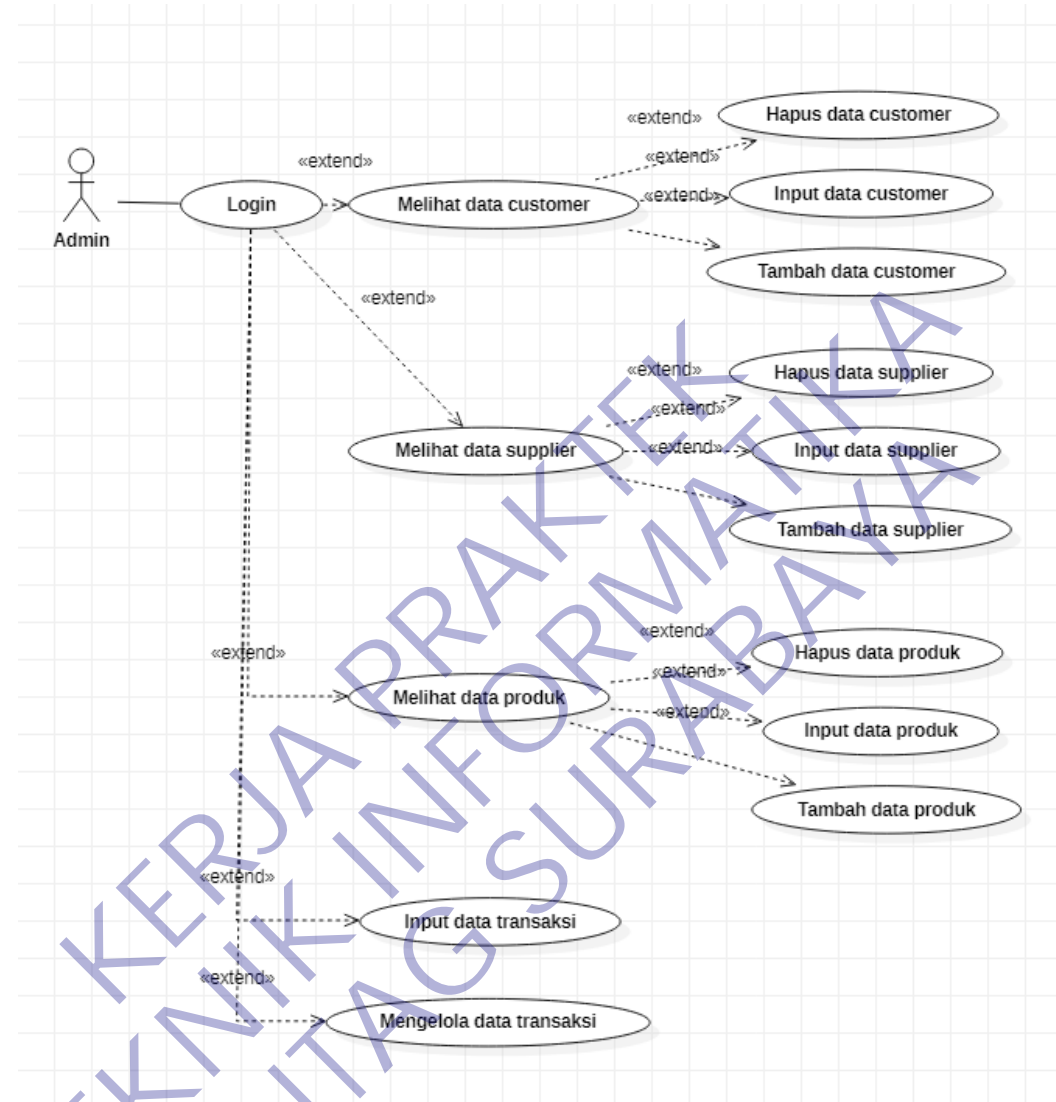 «extend»
Hapus data customer
«extend»
«extend»
Login
Melihat data customer
«extend»
Input data customer
Admin
Tambah data customer
«extend»
«extend»
Hapus data supplier
«extend»
Melihat data supplier
«extend»
Input data supplier
Tambah data supplier
«extend»
«extend»
Hapus data produk
«extend»
Melihat data produk
«extend»
Input data produk
Tambah data produk
«extend»
Input data transaksi
«extend»
Mengelola data transaksi
KERJA PRAKTEK
EKNIK INFORMATIKA
ITAG SURABAYA